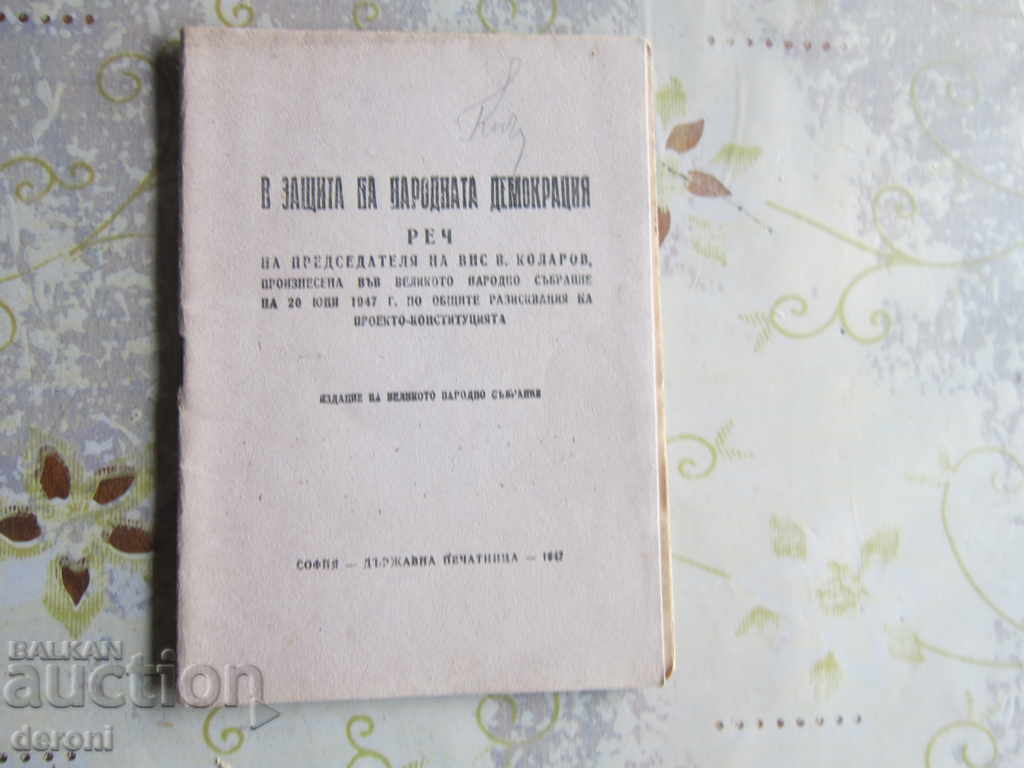 В ЗАЩИТА НА НАРОДНАТА ДЕМОКРАЦИЯ
РЕЧ
НА ПРЕДСЕДАТЕЛЯ НА ВНС В. КОЛАРОВ,
ПРОИЗНЕСЕНА ВЪВ ВЕЛИКОТО НАРОДНО СЪБРАНИЕ
НА 20 ЮНИ 1947 Г. ПО ОБЩИТЕ РАЗИСКВАНИЯ НА
ПРОЕКТО-КОНСТИТУЦИЯТА
ИЗДАНИЕ НА ВЕЛИКОТО НАРОДНО СЪБРАНИЯ
СОФИЯ — ДЪРЖАВНА ПЕЧАТНИЦА — 1947
BALKAN
auction
deroni